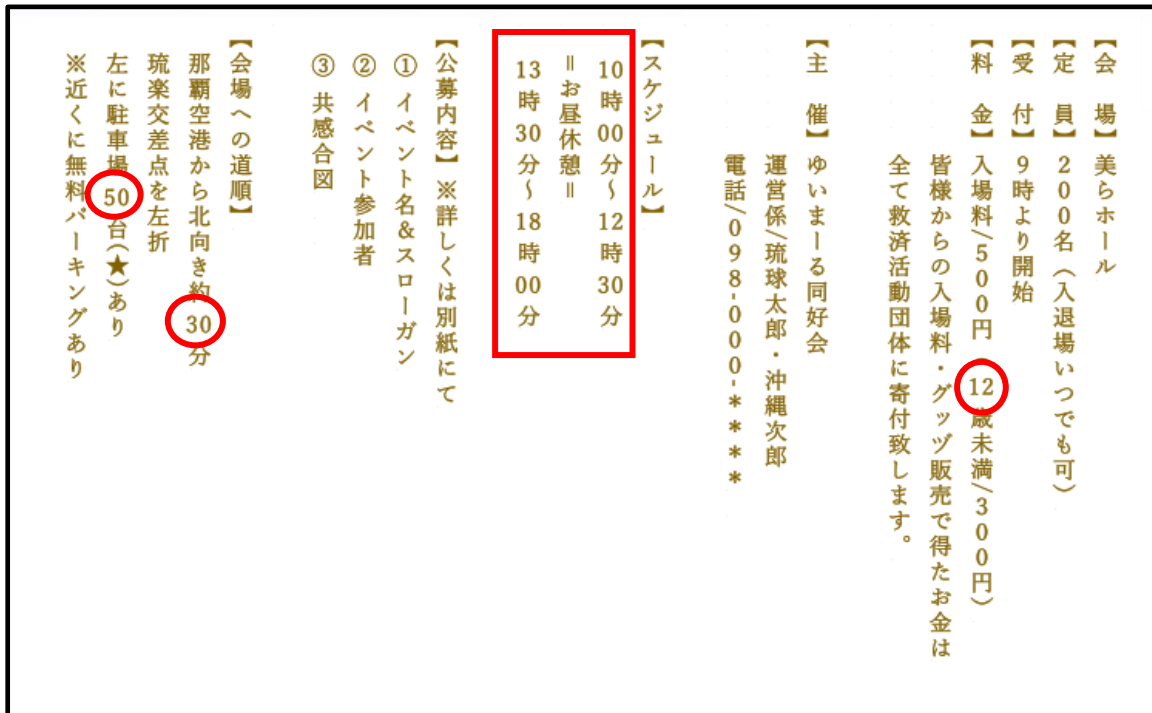 【会　場】美らホール
【定　員】200名（入退場いつでも可）
【受　付】9時より開始
【料　金】入場料/500円（12歳未満/300円）
皆様からの入場料・グッヅ販売で得たお金は
全て救済活動団体に寄付致します。
【主　催】ゆいまーる同好会
運営係/琉球太郎・沖縄次郎
電話/098-000-****
【スケジュール】
10時00分～12時30分
＝お昼休憩＝
13時30分～18時00分
【公募内容】※詳しくは別紙にて
① イベント名&スローガン
② イベント参加者
③ 共感合図
【会場への道順】
那覇空港から北向き約30分
琉楽交差点を左折
左に駐車場50台(★)あり
※近くに無料パーキングあり